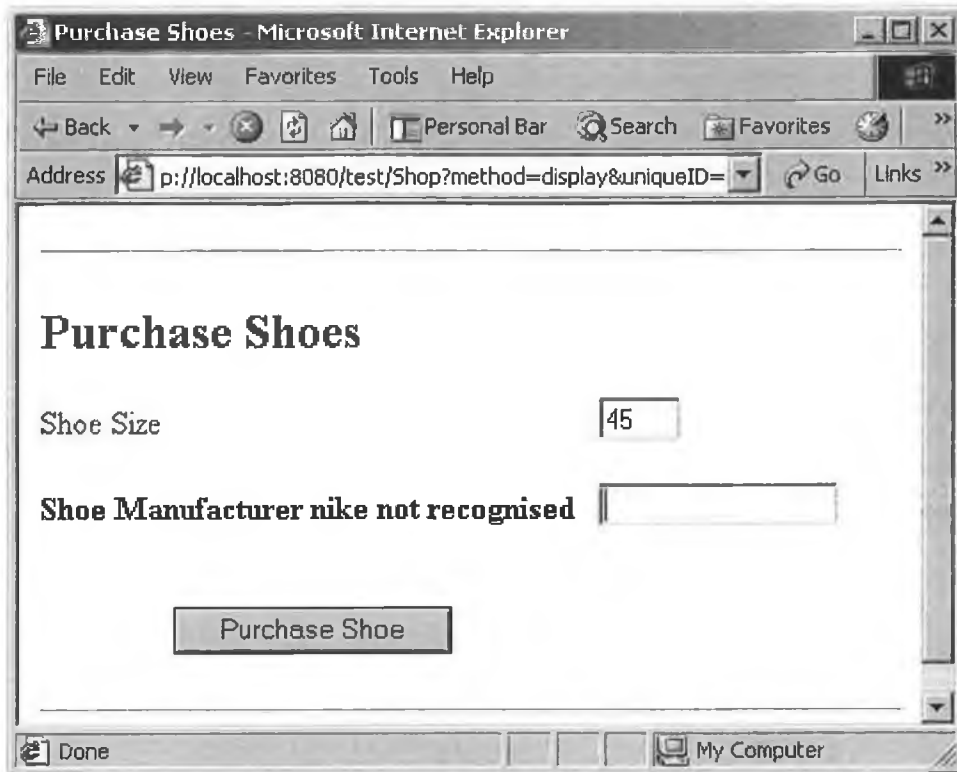 Purchase Shoes - Microsoft Internet Explorer
File Edit View Favorites Tools Help
Back Personal Bar Search Favorites »
Address p://localhost:8080/test/Shop?method=display&uniqueID= Go Links »
Purchase Shoes
Shoe Size 45
Shoe Manufacturer nike not recognised
Purchase Shoe
Done My Computer